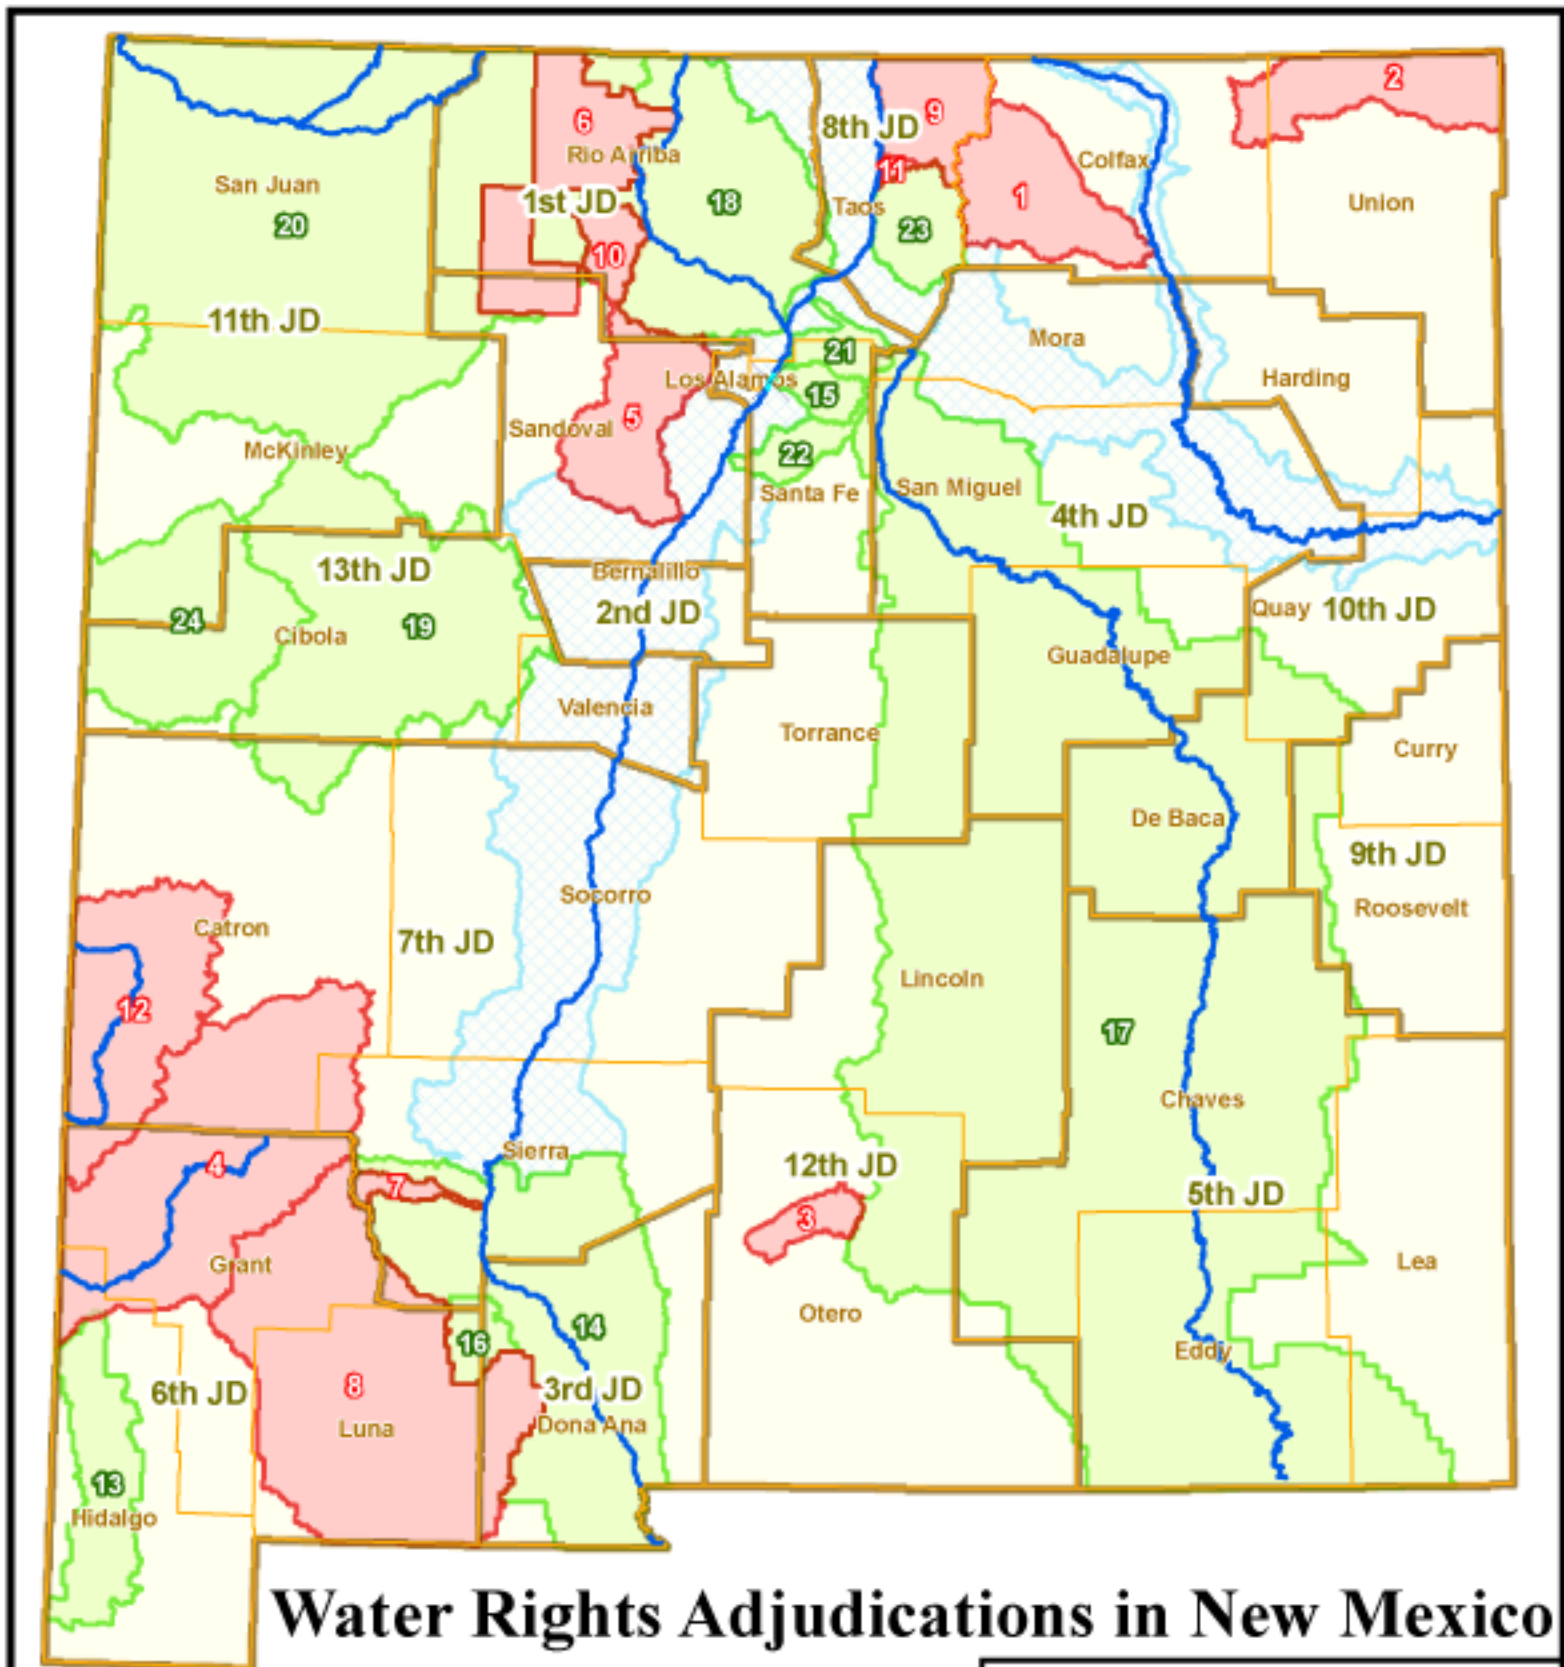 2
6
9
8th JD
Rio Arriba
Colfax
11
San Juan
1st JD
18
Taos
1
Union
20
23
10
11th JD
Mora
21
Los Alamos
Harding
15
5
Sandoval
McKinley
22
Santa Fe
San Miguel
4th JD
13th JD
Bernalillo
2nd JD
Quay
10th JD
24
19
Cibola
Guadalupe
Valencia
Torrance
Curry
De Baca
9th JD
Socorro
Roosevelt
Catron
7th JD
Lincoln
12
17
Chaves
Sierra
12th JD
4
7
5th JD
3
Grant
Lea
Otero
14
16
Eddy
8
6th JD
3rd JD
Luna
Dona Ana
13
Hidalgo
Water Rights Adjudications in New Mexico